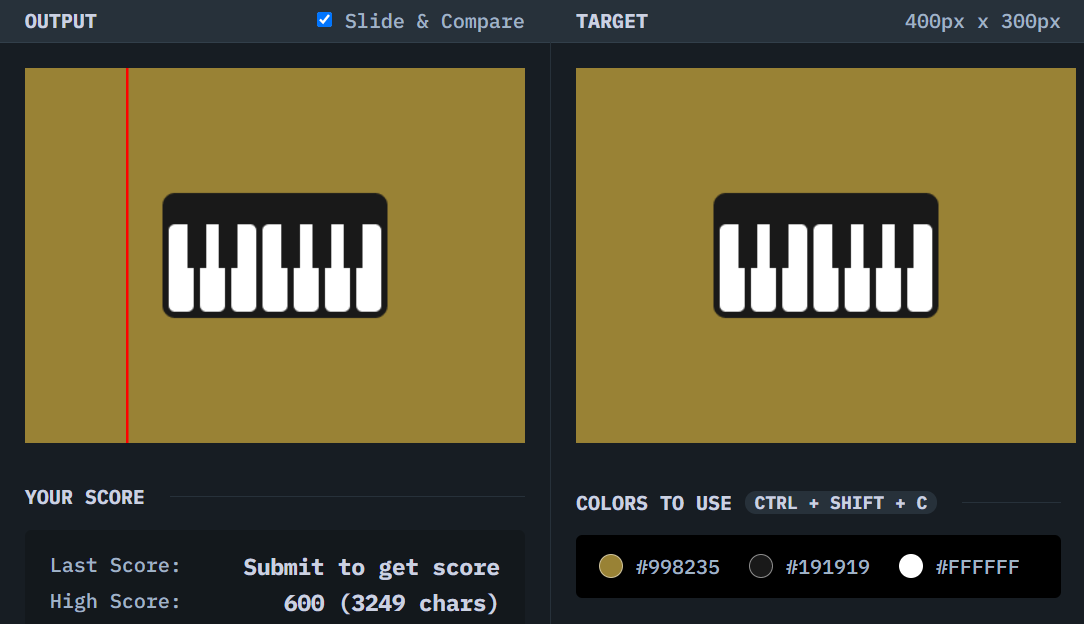 OUTPUT
Slide & Compare
YOUR SCORE
Last Score: Submit to get score
High Score: 600 (3249 chars)
TARGET
400px x 300px
COLORS TO USE CTRL + SHIFT + C
#998235 #191919 #FFFFFF